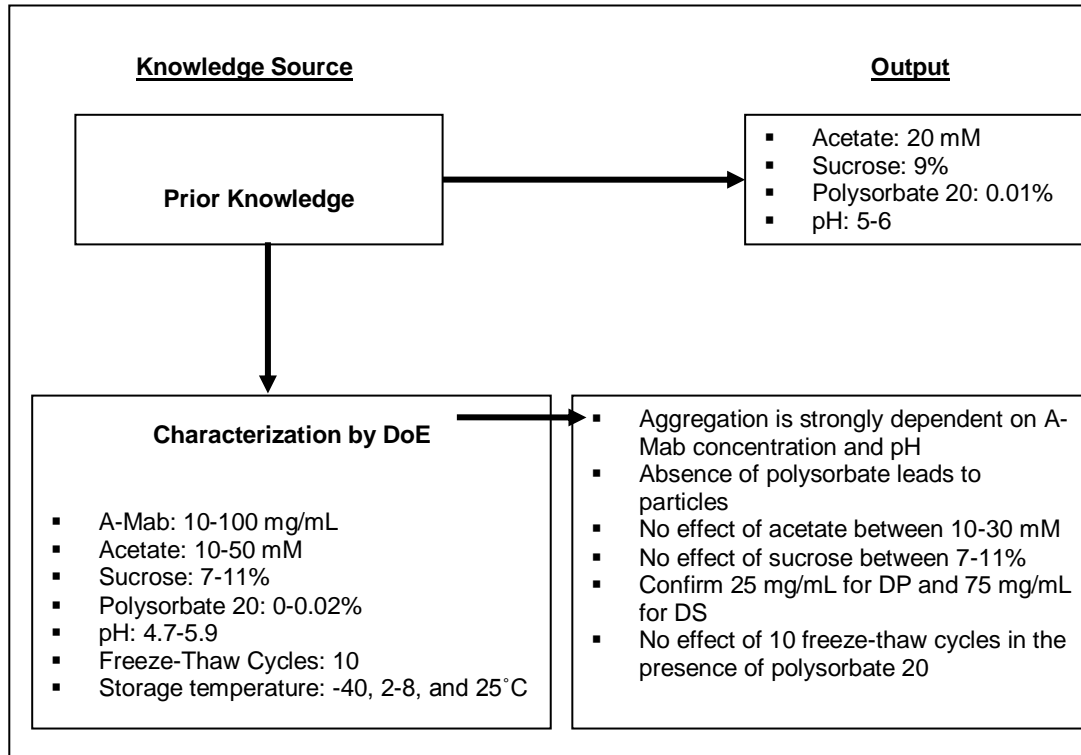 Knowledge Source
Output
Prior Knowledge
▪ Acetate: 20 mM
▪ Sucrose: 9%
▪ Polysorbate 20: 0.01%
▪ pH: 5-6
Characterization by DoE
▪ A-Mab: 10-100 mg/mL
▪ Acetate: 10-50 mM
▪ Sucrose: 7-11%
▪ Polysorbate 20: 0-0.02%
▪ pH: 4.7-5.9
▪ Freeze-Thaw Cycles: 10
▪ Storage temperature: -40, 2-8, and 25˚C
▪ Aggregation is strongly dependent on A-
Mab concentration and pH
▪ Absence of polysorbate leads to
particles
▪ No effect of acetate between 10-30 mM
▪ No effect of sucrose between 7-11%
▪ Confirm 25 mg/mL for DP and 75 mg/mL
for DS
▪ No effect of 10 freeze-thaw cycles in the
presence of polysorbate 20